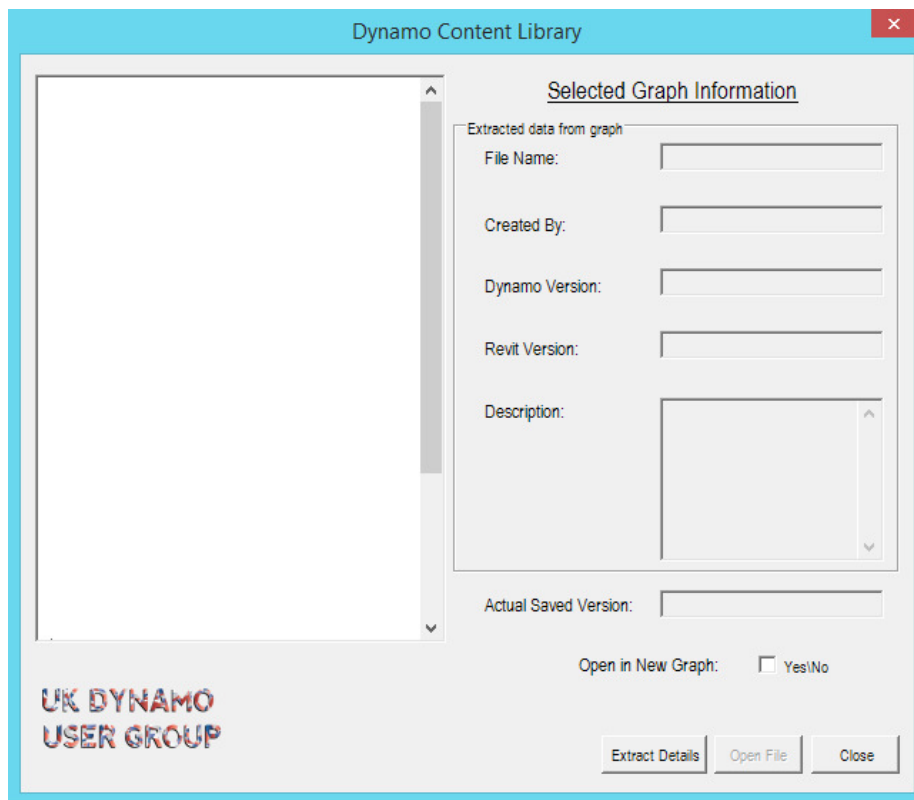 Dynamo Content Library
Selected Graph Information
Extracted data from graph
File Name:
Created By:
Dynamo Version:
Revit Version:
Description:
Actual Saved Version:
Open in New Graph: Yes\No
UK DYNAMO
USER GROUP
Extract Details Open File Close